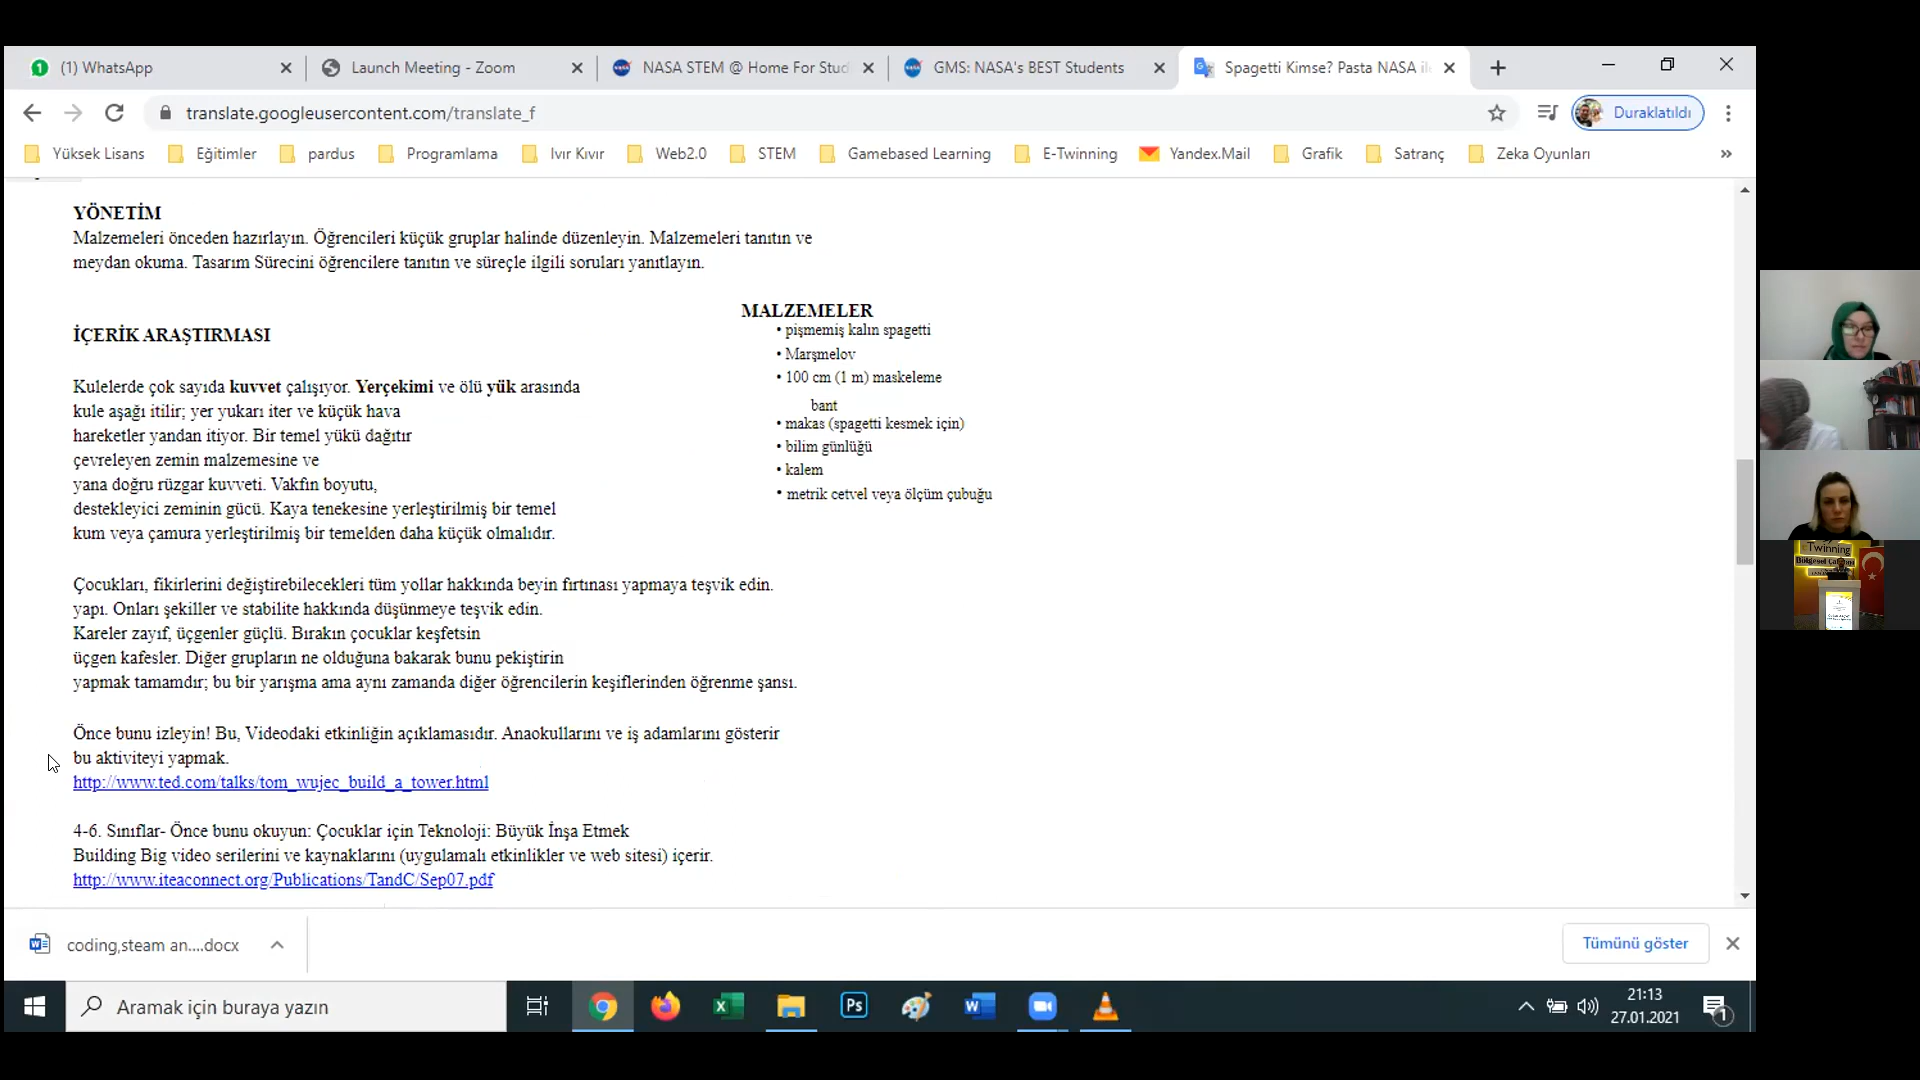 (1) WhatsApp
Launch Meeting - Zoom
NASA STEM @ Home For Stud
GMS: NASA's BEST Students
Spagetti Kimse? Pasta NASA il
translate.googleusercontent.com/translate_f
Duraklatıldı
Yüksek Lisans Eğitimler pardus Programlama Ivır Kıvır Web2.0 STEM Gamebased Learning E-Twinning Yandex.Mail Grafik Satranç Zeka Oyunları »
YÖNETİM
Malzemeleri önceden hazırlayın. Öğrencileri küçük gruplar halinde düzenleyin. Malzemeleri tanıtın ve
meydan okuma. Tasarım Sürecini öğrencilere tanıtın ve süreçle ilgili soruları yanıtlayın.
İÇERİK ARAŞTIRMASI
Kulelerde çok sayıda kuvvet çalışıyor. Yerçekimi ve ölü yük arasında
kule aşağı itilir; yer yukarı iter ve küçük hava
hareketler yandan itiyor. Bir temel yükü dağıtır
çevreleyen zemin malzemesine ve
yana doğru rüzgar kuvveti. Vakfın boyutu,
destekleyici zeminin gücü. Kaya tenekesine yerleştirilmiş bir temel
kum veya çamura yerleştirilmiş bir temelden daha küçük olmalıdır.
MALZEMELER
• pişmemiş kalın spagetti
• Marşmelov
• 100 cm (1 m) maskeleme
bant
• makas (spagetti kesmek için)
• bilim günlüğü
• kalem
• metrik cetvel veya ölçüm çubuğu
Çocukları, fikirlerini değiştirebilecekleri tüm yollar hakkında beyin fırtınası yapmaya teşvik edin.
yapı. Onları şekiller ve stabilite hakkında düşünmeye teşvik edin.
Kareler zayıf, üçgenler güçlü. Bırakın çocuklar keşfetsin
üçgen kafesler. Diğer grupların ne olduğuna bakarak bunu pekiştirin
yapmak tamamdır; bu bir yarışma ama aynı zamanda diğer öğrencilerin keşiflerinden öğrenme şansı.
Önce bunu izleyin! Bu, Videodaki etkinliğin açıklamasıdır. Anaokullarını ve iş adamlarını gösterir
bu aktiviteyi yapmak.
http://www.ted.com/talks/tom_wujec_build_a_tower.html
4-6. Sınıflar- Önce bunu okuyun: Çocuklar için Teknoloji: Büyük İnşa Etmek
Building Big video serilerini ve kaynaklarını (uygulamalı etkinlikler ve web sitesi) içerir.
http://www.iteaconnect.org/Publications/TandC/Sep07.pdf
Twinning
coding,steam an....docx
Tümünü göster
Aramak için buraya yazın
21:13
27.01.2021
1